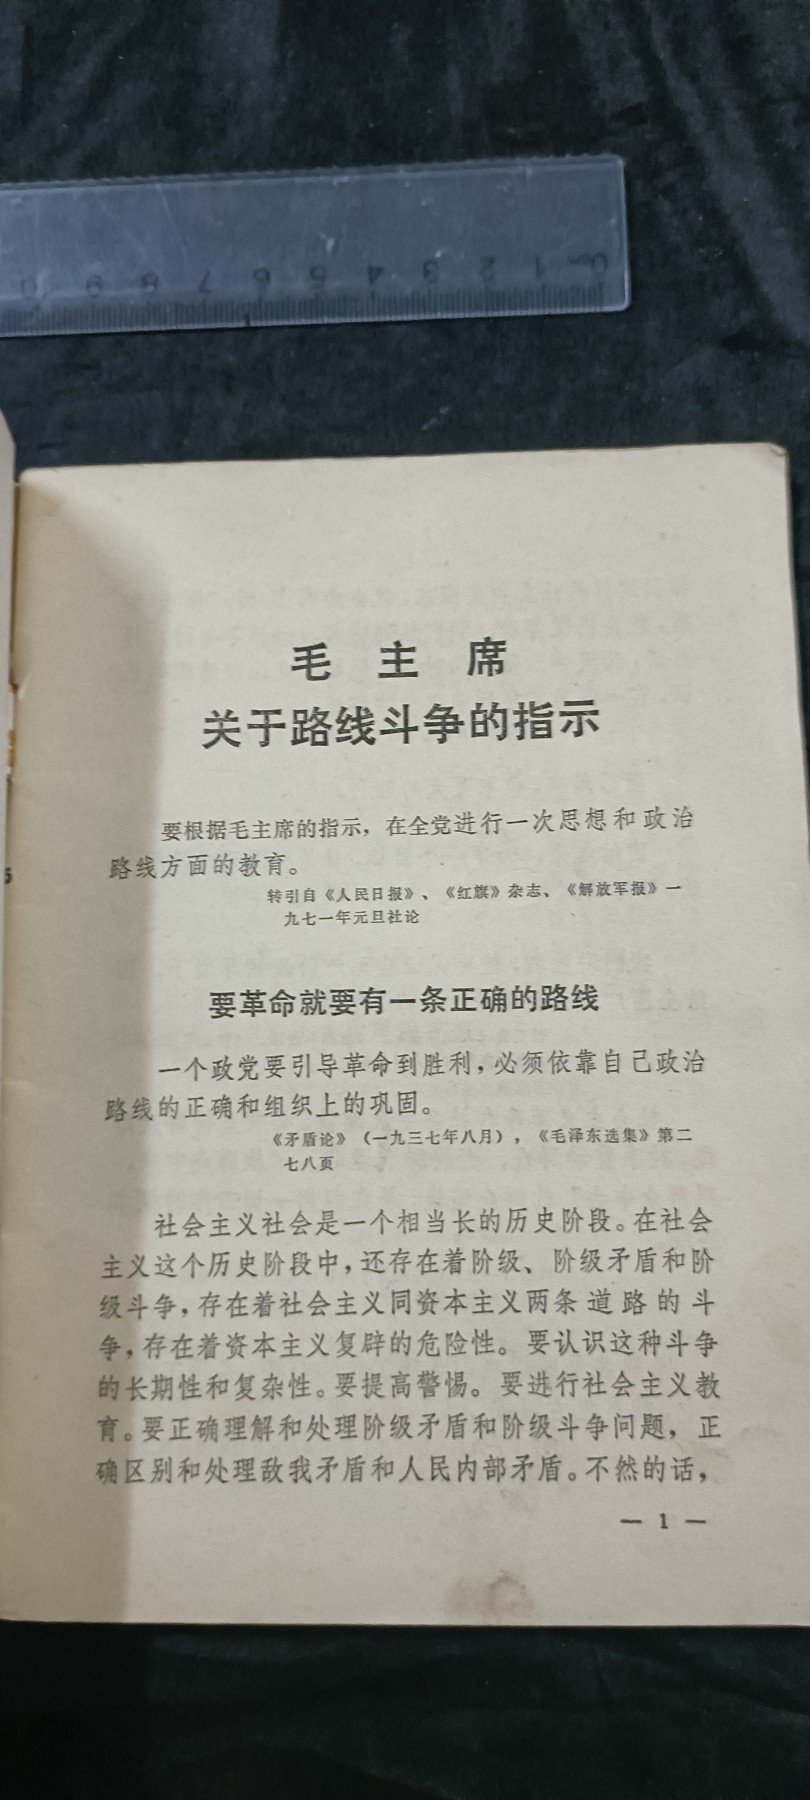 0cm 1 2 3 4 5 6 7 8 9 10
毛 主 席
关于路线斗争的指示
要根据毛主席的指示，在全党进行一次思想和政治
路线方面的教育。
转引自《人民日报》、《红旗》杂志、《解放军报》一
九七一年元旦社论
要革命就要有一条正确的路线
一个政党要引导革命到胜利，必须依靠自己政治
路线的正确和组织上的巩固。
《矛盾论》（一九三七年八月），《毛泽东选集》第二
七八页
社会主义社会是一个相当长的历史阶段。在社会
主义这个历史阶段中，还存在着阶级、阶级矛盾和阶
级斗争，存在着社会主义同资本主义两条道路的斗
争，存在着资本主义复辟的危险性。要认识这种斗争
的长期性和复杂性。要提高警惕。要进行社会主义教
育。要正确理解和处理阶级矛盾和阶级斗争问题，正
确区别和处理敌我矛盾和人民内部矛盾。不然的话，
— 1 —